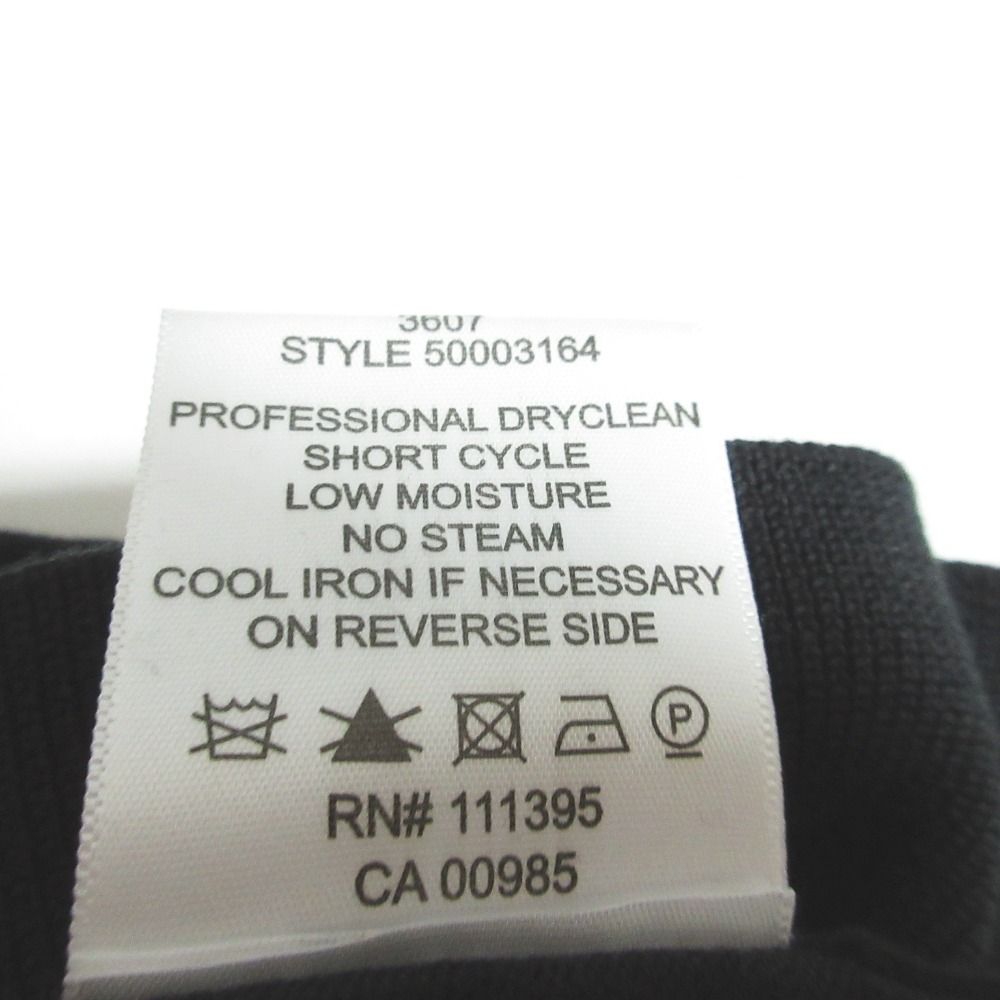 3607
STYLE 50003164
PROFESSIONAL DRYCLEAN
SHORT CYCLE
LOW MOISTURE
NO STEAM
COOL IRON IF NECESSARY
ON REVERSE SIDE
P
RN# 111395
CA 00985